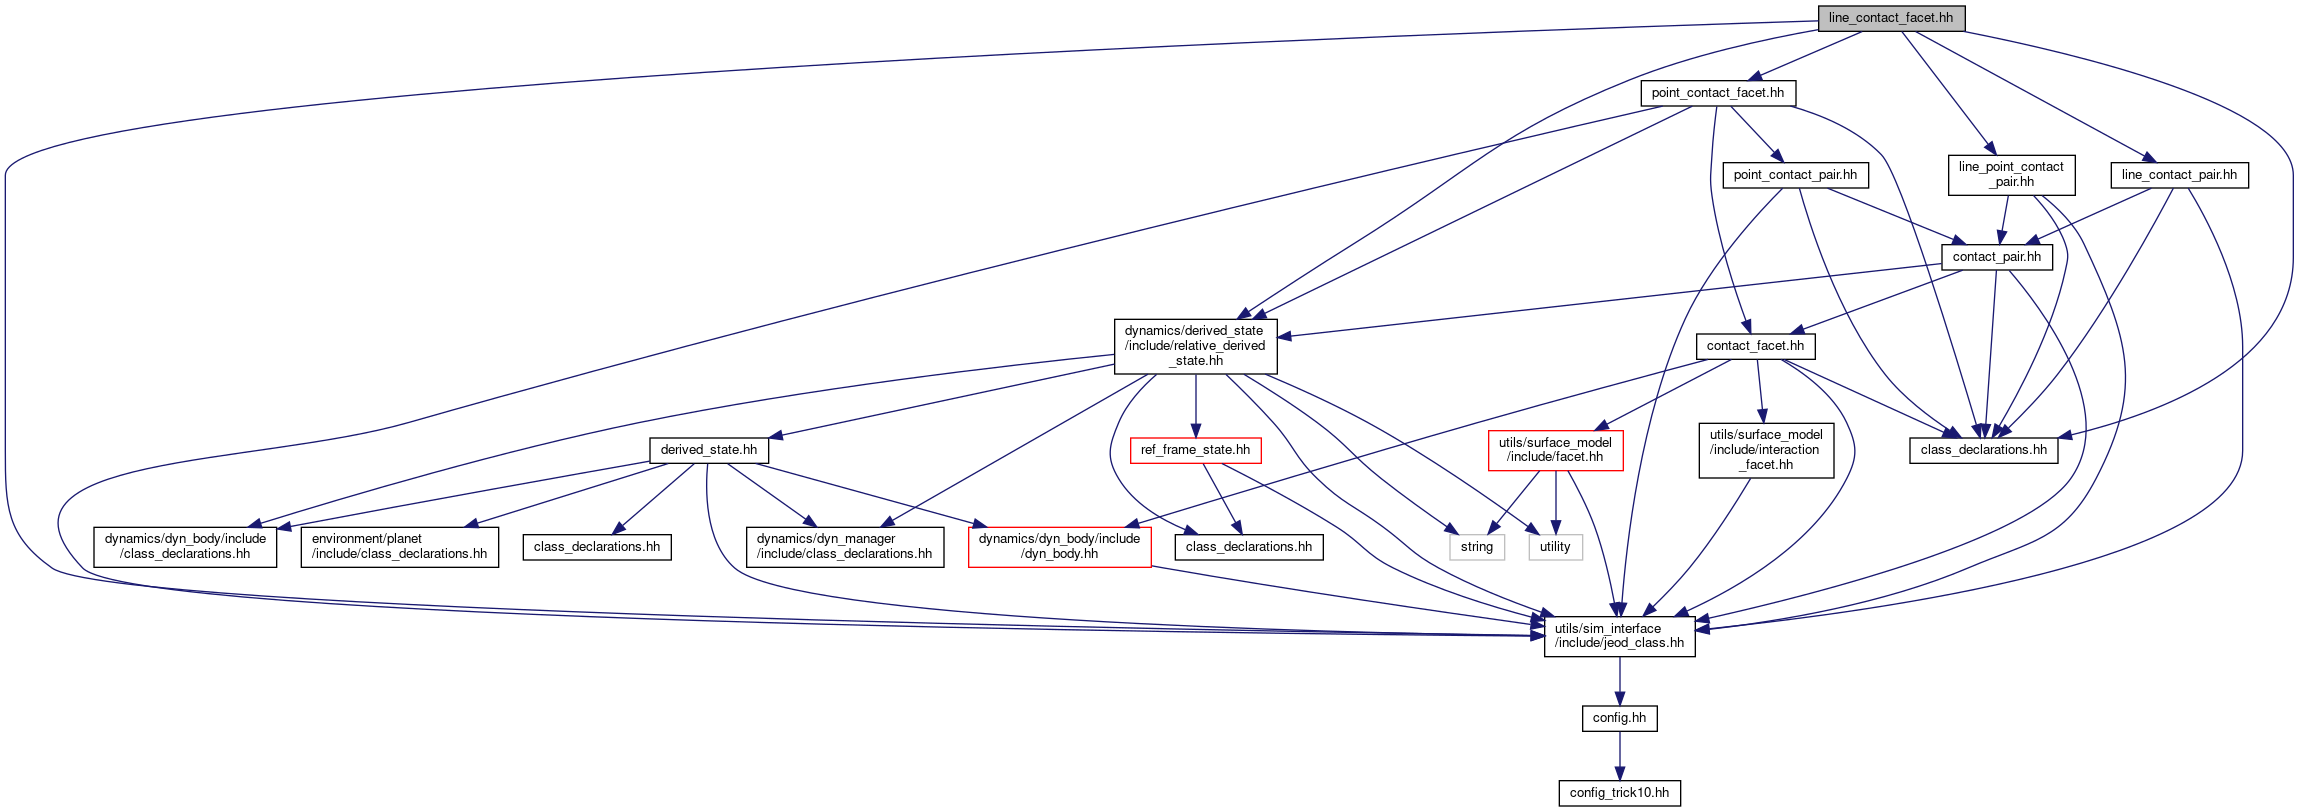 line_contact_facet.hh
point_contact_facet.hh
point_contact_pair.hh
line_point_contact
_pair.hh
line_contact_pair.hh
contact_pair.hh
dynamics/derived_state
/include/relative_derived
_state.hh
contact_facet.hh
derived_state.hh
ref_frame_state.hh
utils/surface_model
/include/facet.hh
utils/surface_model
/include/interaction
_facet.hh
class_declarations.hh
dynamics/dyn_body/include
/class_declarations.hh
environment/planet
/include/class_declarations.hh
class_declarations.hh
dynamics/dyn_manager
/include/class_declarations.hh
dynamics/dyn_body/include
/dyn_body.hh
class_declarations.hh
string
utility
utils/sim_interface
/include/jeod_class.hh
config.hh
config_trick10.hh